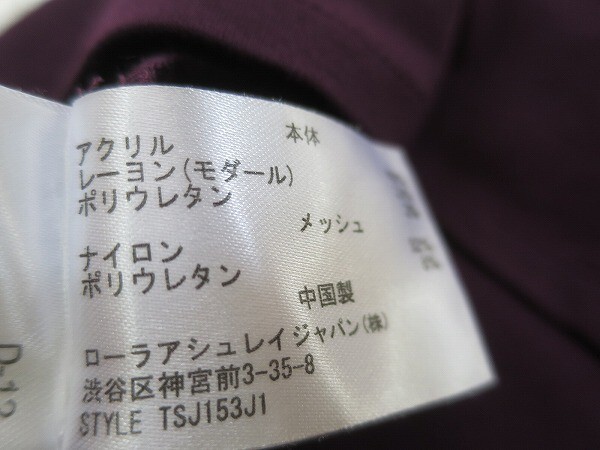 本体
アクリル
レーヨン(モダール)
ポリウレタン
メッシュ
ナイロン
ポリウレタン
中国製
ローラアシュレイジャパン(株)
渋谷区神宮前3-35-8
STYLE TSJ153J1